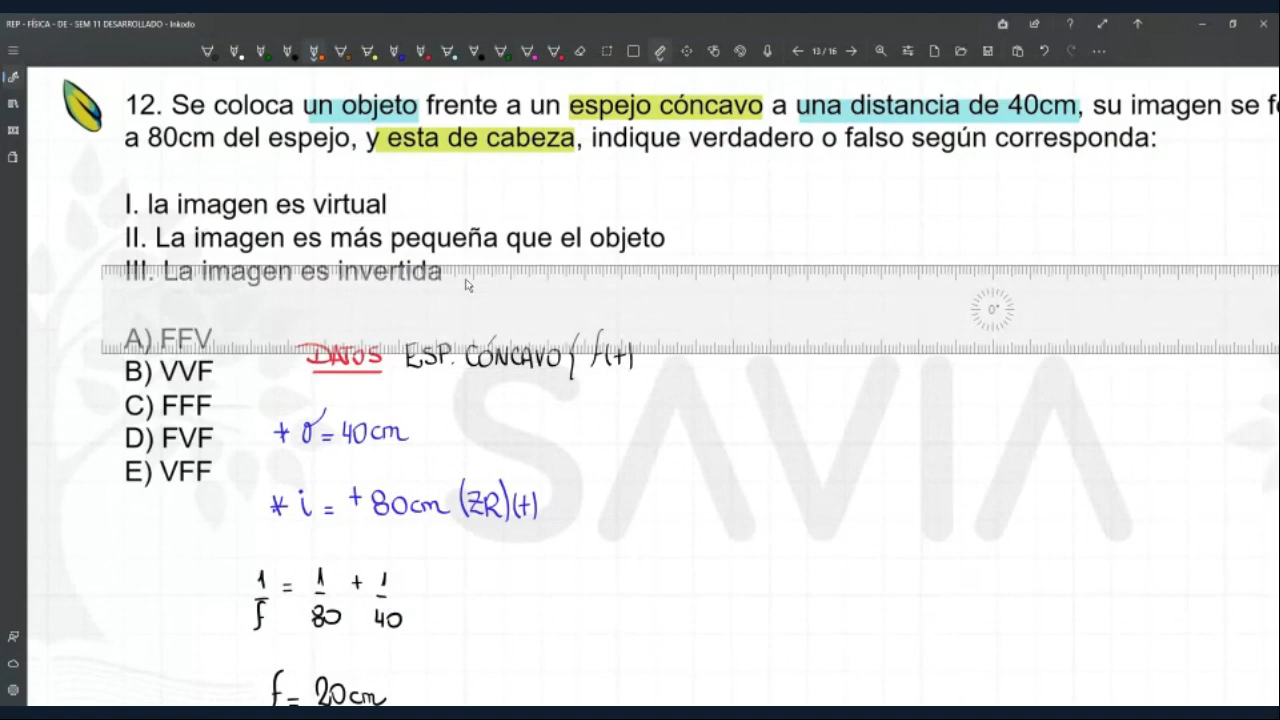 REP - FÍSICA - DE - SEM 11 DESARROLLADO - Inkodo
13 / 16
12. Se coloca un objeto frente a un espejo cóncavo a una distancia de 40cm, su imagen se f
a 80cm del espejo, y esta de cabeza, indique verdadero o falso según corresponda:
I. la imagen es virtual
II. La imagen es más pequeña que el objeto
III. La imagen es invertida
0°
A) FFV
DATOS ESP. CÓNCAVO f(+)
B) VVF
C) FFF
+ σ = 40cm
D) FVF
E) VFF
* i = +80cm (ZR)(+)
1/f = 1/80 + 1/40
f = 20cm
SAVIA